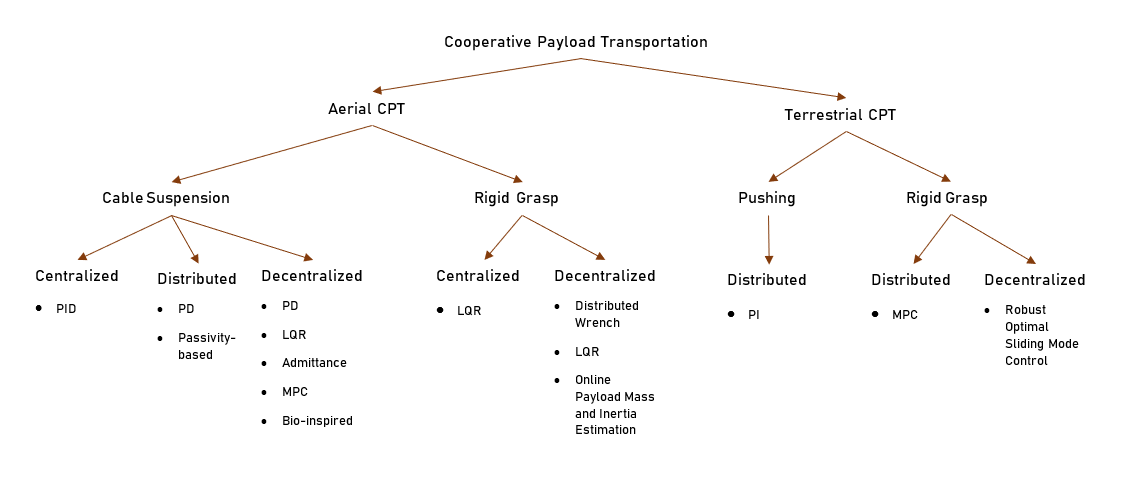 Cooperative Payload Transportation
Aerial CPT
Terrestrial CPT
Cable Suspension
Rigid Grasp
Pushing
Rigid Grasp
Centralized
• PID
Distributed
• PD
• Passivity-
based
Decentralized
• PD
• LQR
• Admittance
• MPC
• Bio-inspired
Centralized
• LQR
Decentralized
• Distributed
Wrench
• LQR
• Online
Payload Mass
and Inertia
Estimation
Distributed
• PI
Distributed
• MPC
Decentralized
• Robust
Optimal
Sliding Mode
Control